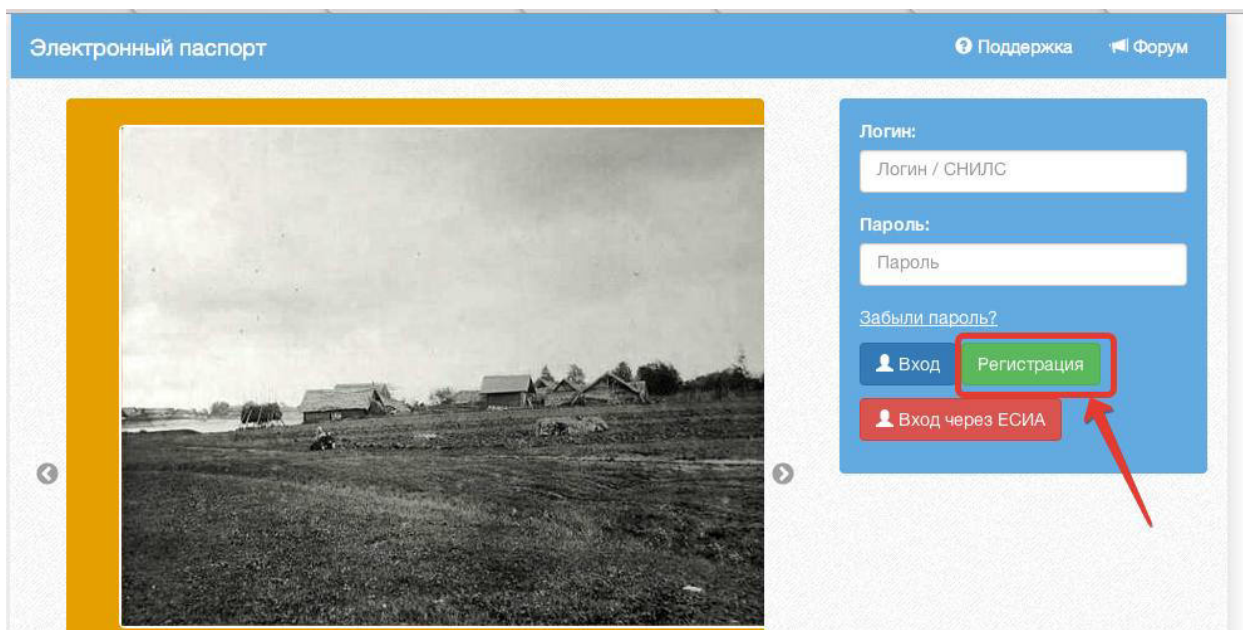 Электронный паспорт
Поддержка
Форум
Логин:
Логин / СНИЛС
Пароль:
Пароль
Забыли пароль?
Вход
Регистрация
Вход через ЕСИА